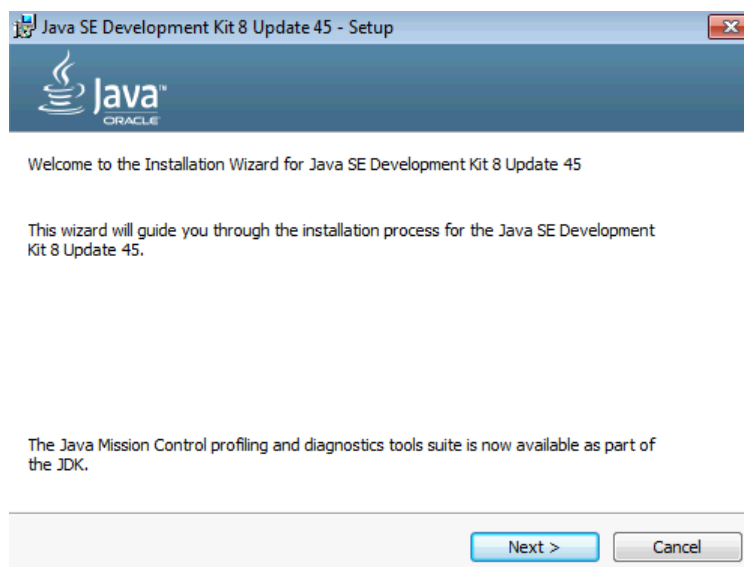 Java SE Development Kit 8 Update 45 - Setup
Java™
ORACLE
Welcome to the Installation Wizard for Java SE Development Kit 8 Update 45
This wizard will guide you through the installation process for the Java SE Development
Kit 8 Update 45.
The Java Mission Control profiling and diagnostics tools suite is now available as part of
the JDK.
Next > Cancel